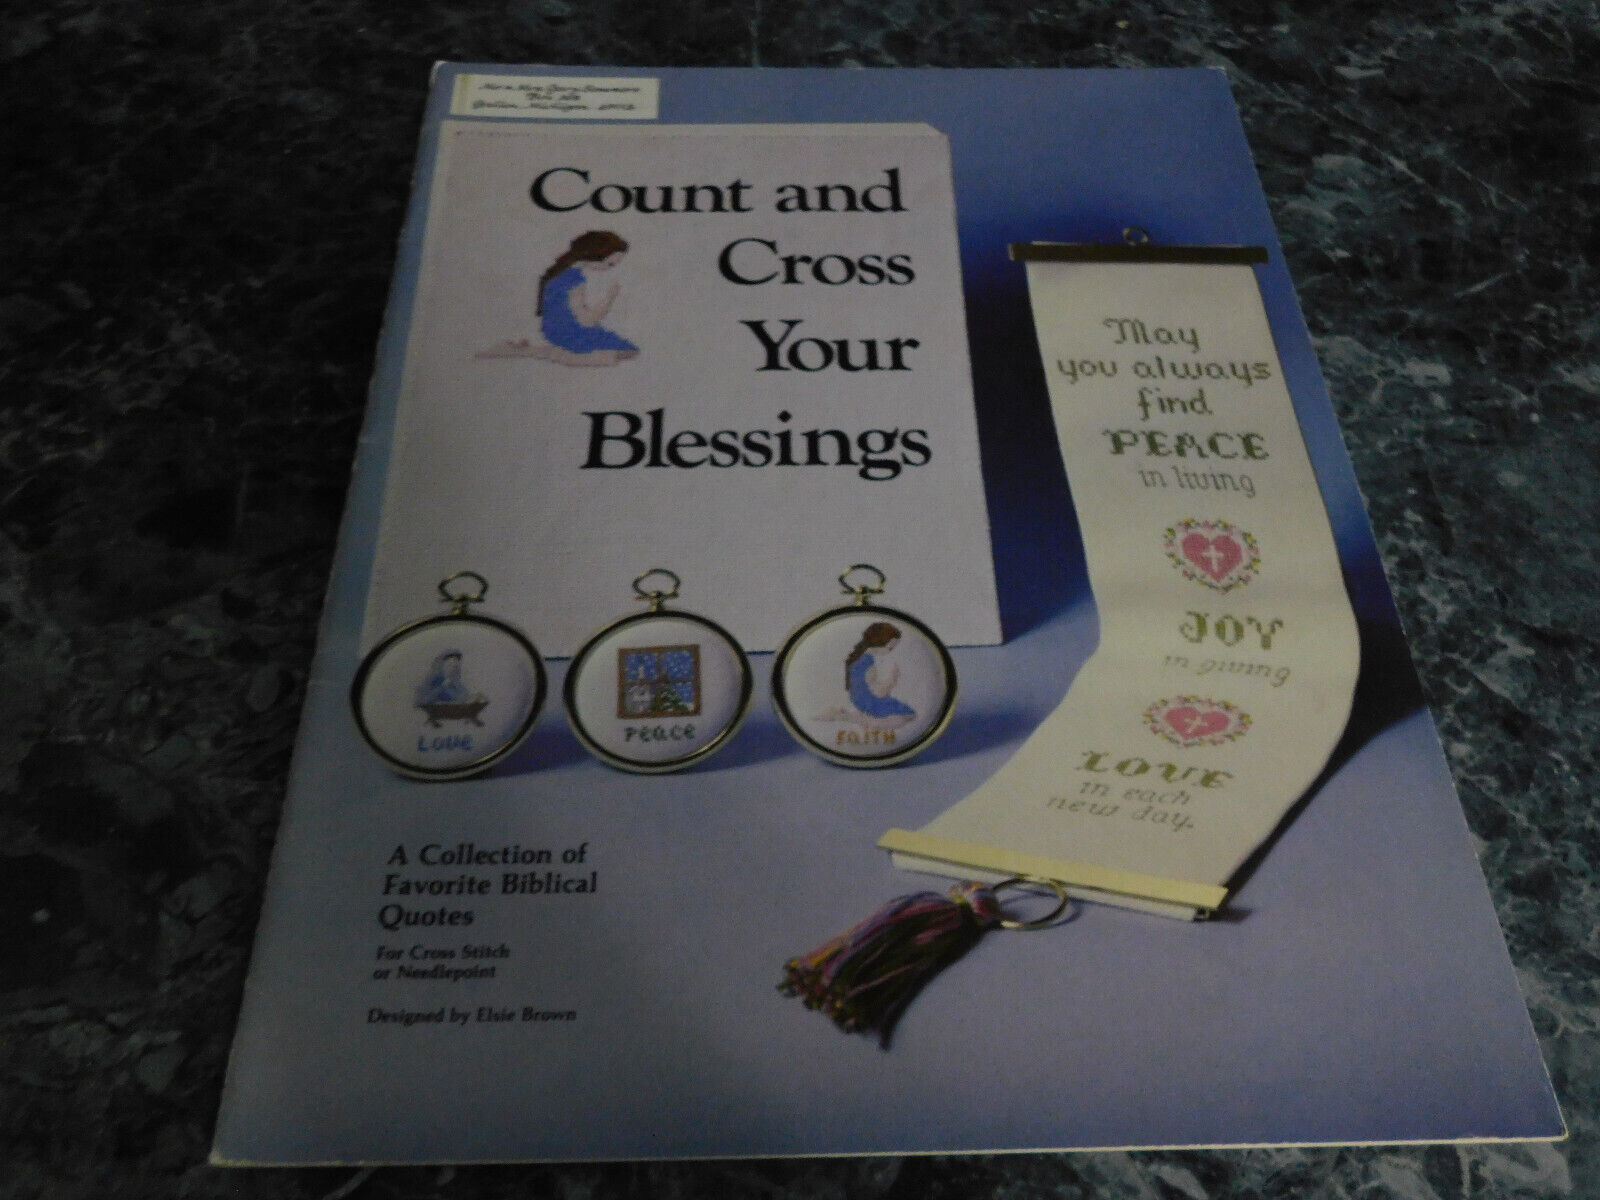 Count and
Cross
Your
Blessings
May
you always
find
PEACE
in living
JOY
in giving
LOVE
in each
new day.
LOVE
PEACE
FAITH
A Collection of
Favorite Biblical
Quotes
For Cross Stitch
or Needlepoint
Designed by Elsie Brown